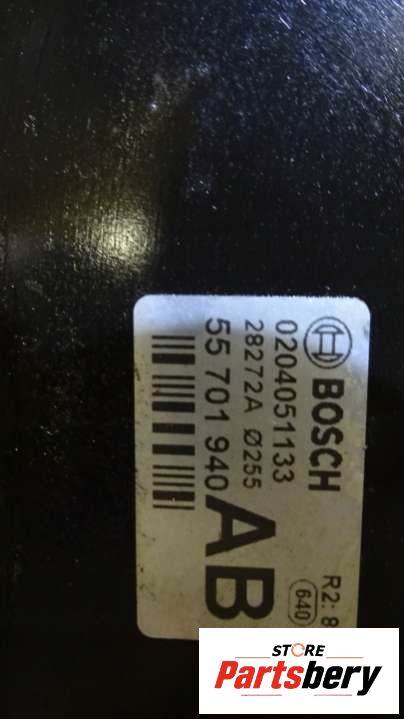 BOSCH
0204051133
28272A Ø255
55 701 940
AB
R2: 8
640
STORE
Partsbery